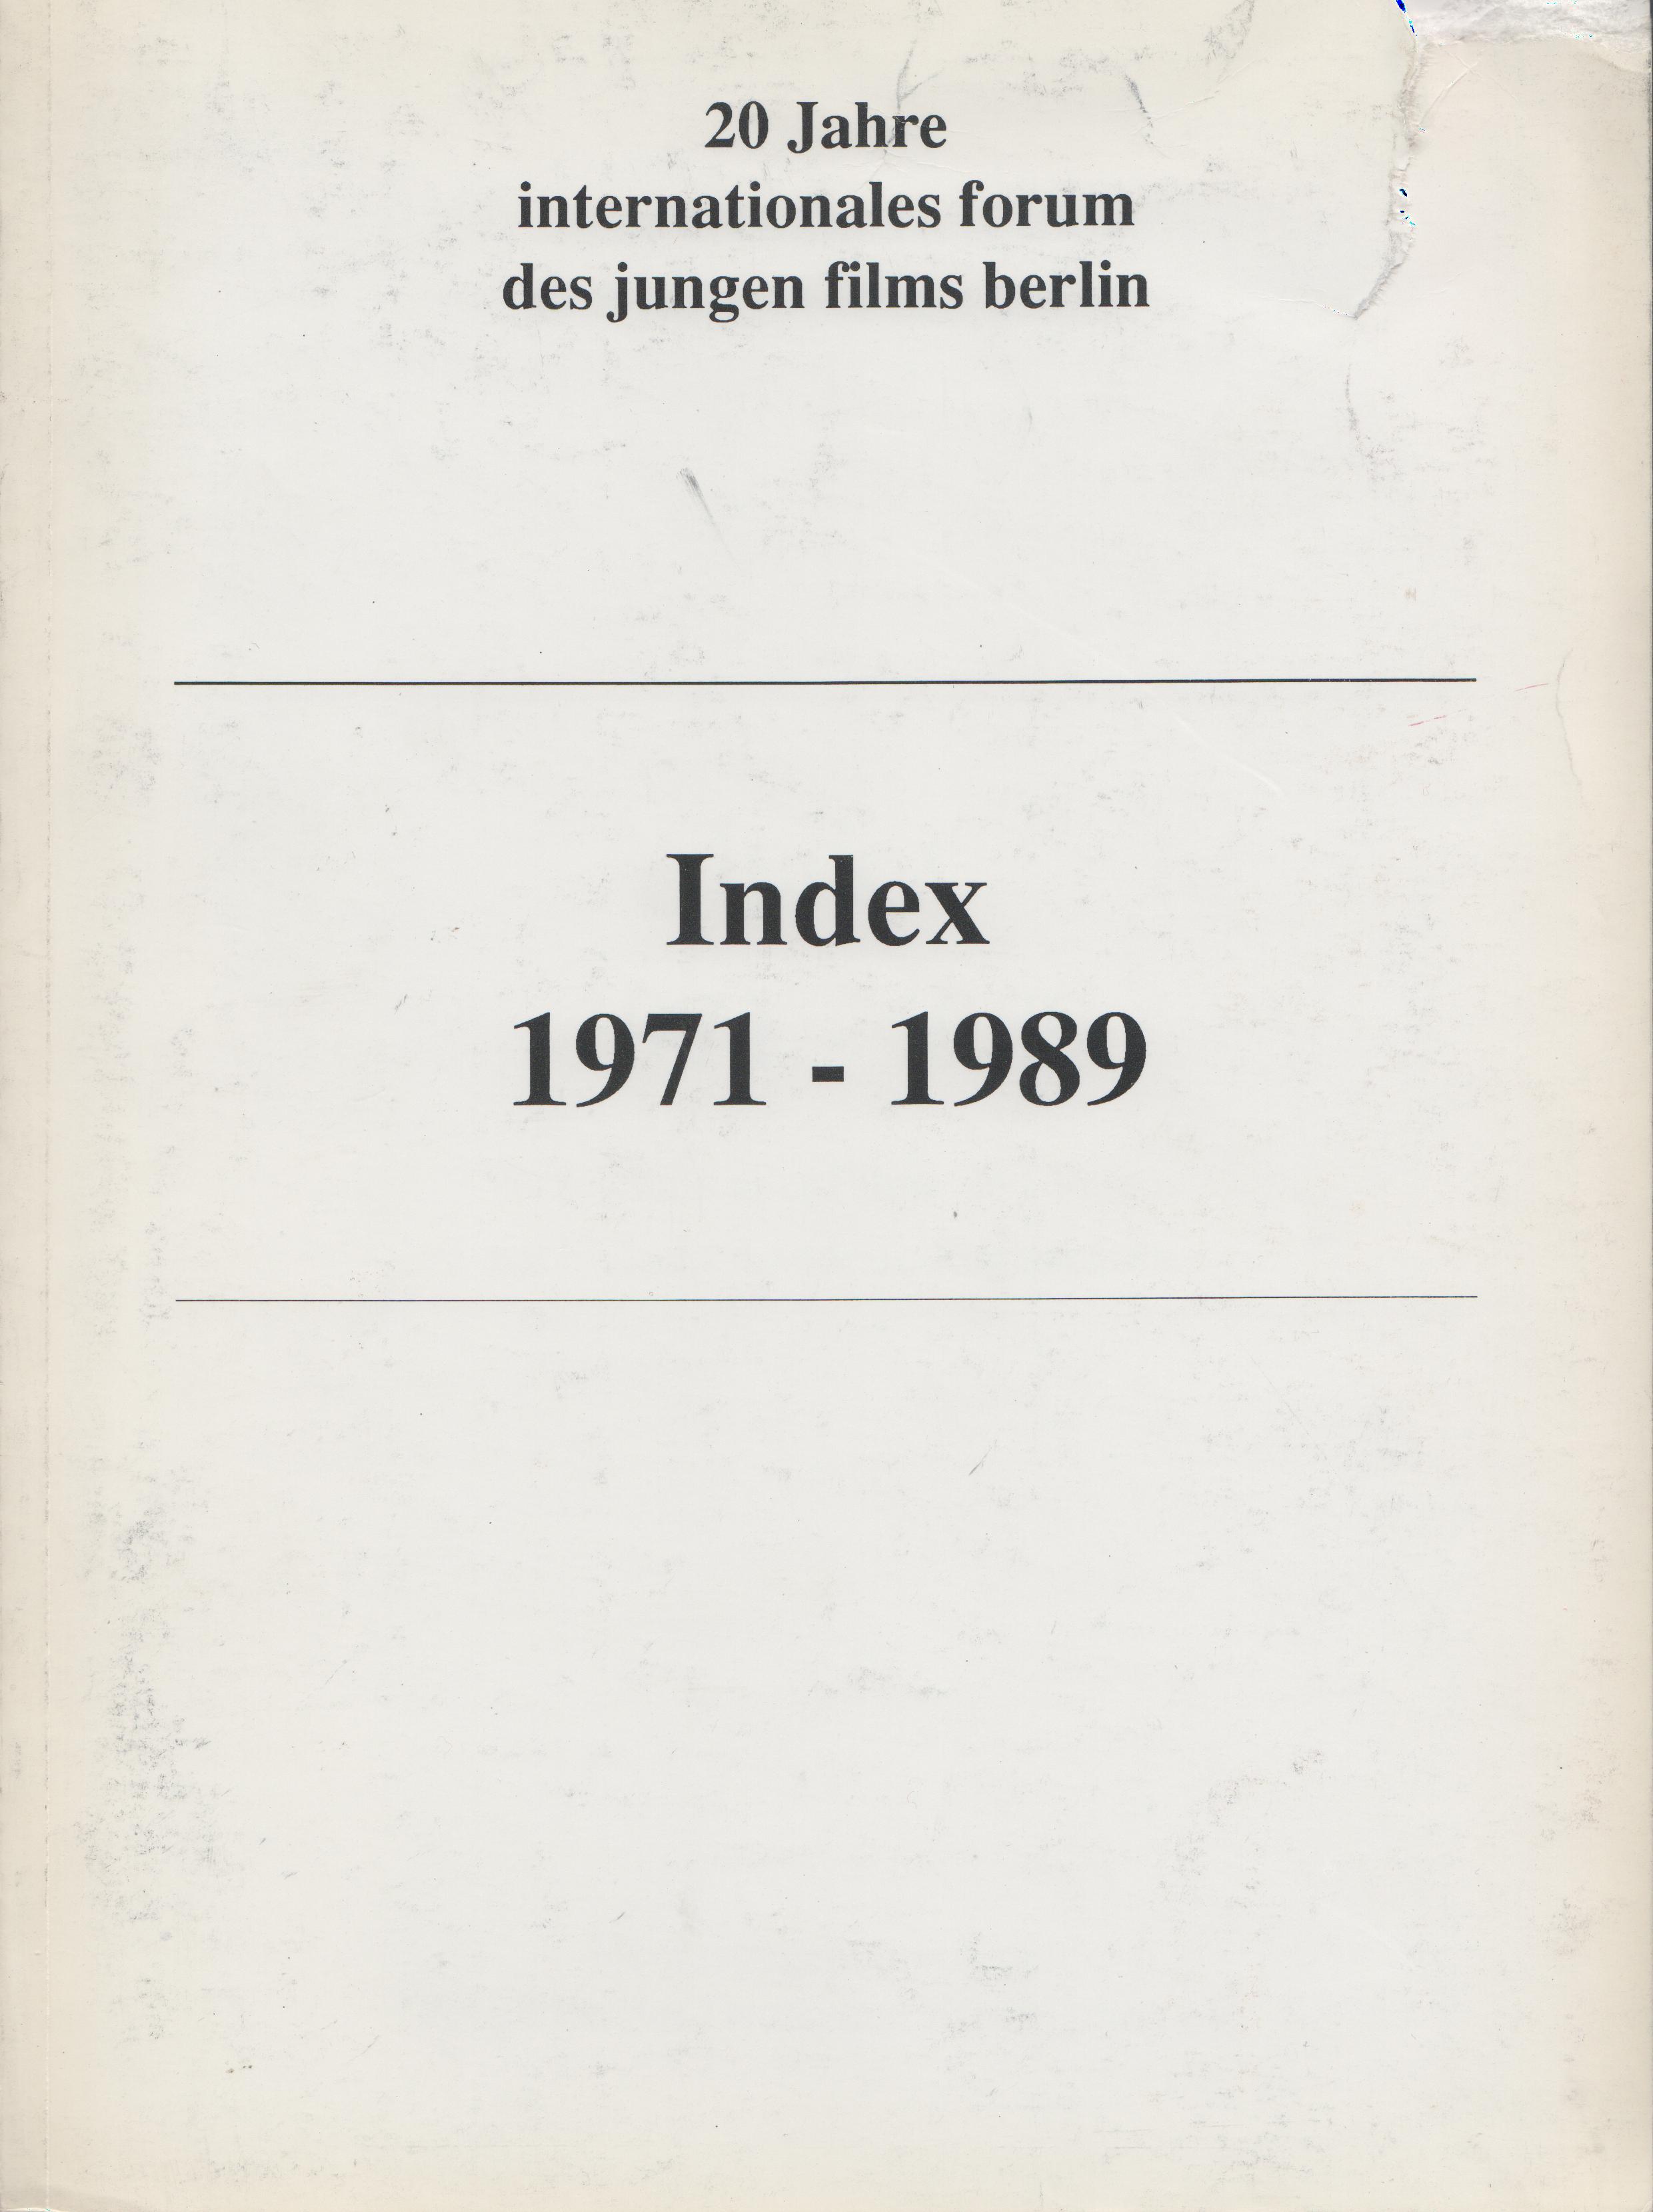 20 Jahre
internationales forum
des jungen films berlin
Index
1971 - 1989